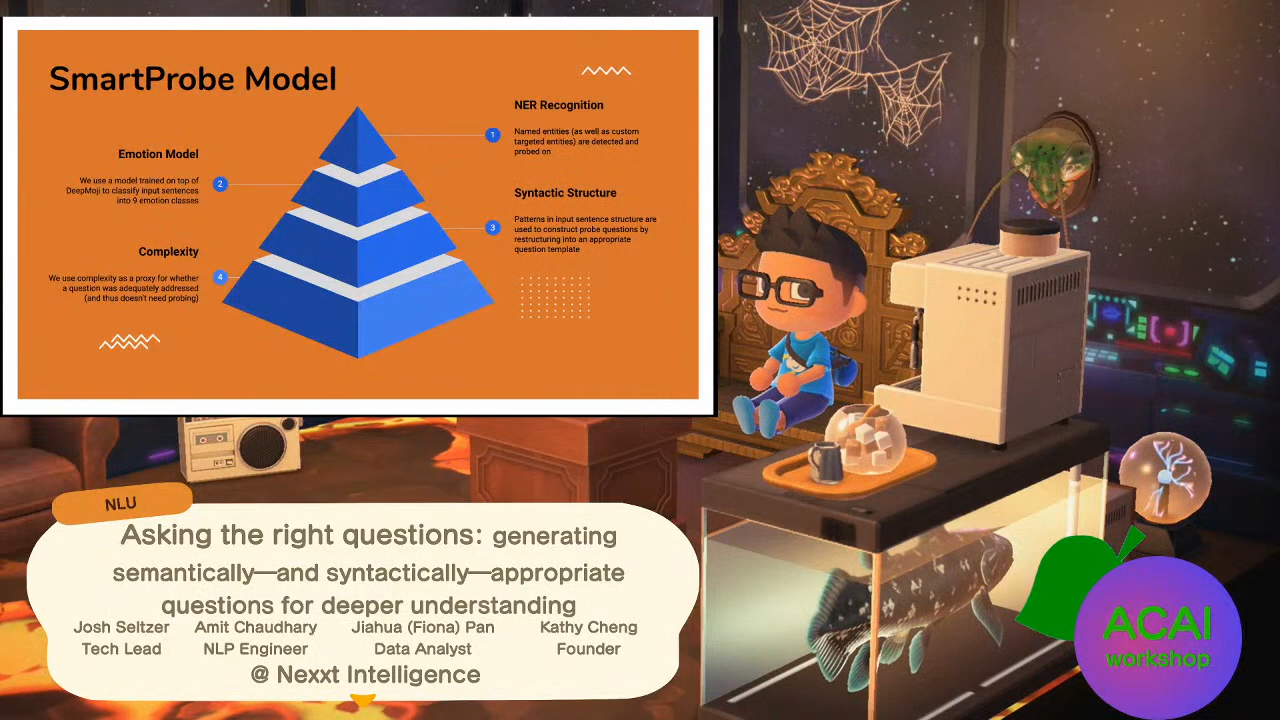 SmartProbe Model
NER Recognition
Named entities (as well as custom
targeted entities) are detected and
probed on
1
Emotion Model
We use a model trained on top of
DeepMoji to classify input sentences
into 9 emotion classes
2
Syntactic Structure
Patterns in input sentence structure are
used to construct probe questions by
restructuring into an appropriate
question template
3
Complexity
We use complexity as a proxy for whether
a question was adequately addressed
(and thus doesn't need probing)
4
NLU
Asking the right questions: generating
semantically—and syntactically—appropriate
questions for deeper understanding
Josh Seltzer Amit Chaudhary Jiahua (Fiona) Pan Kathy Cheng
Tech Lead NLP Engineer Data Analyst Founder
@ Nexxt Intelligence
ACAI
workshop